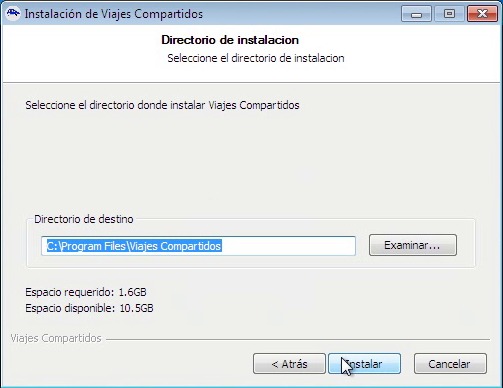 Instalación de Viajes Compartidos
Directorio de instalacion
Seleccione el directorio de instalacion
Seleccione el directorio donde instalar Viajes Compartidos
Directorio de destino
C:\Program Files\Viajes Compartidos
Examinar...
Espacio requerido: 1.6GB
Espacio disponible: 10.5GB
Viajes Compartidos
< Atrás
Instalar
Cancelar